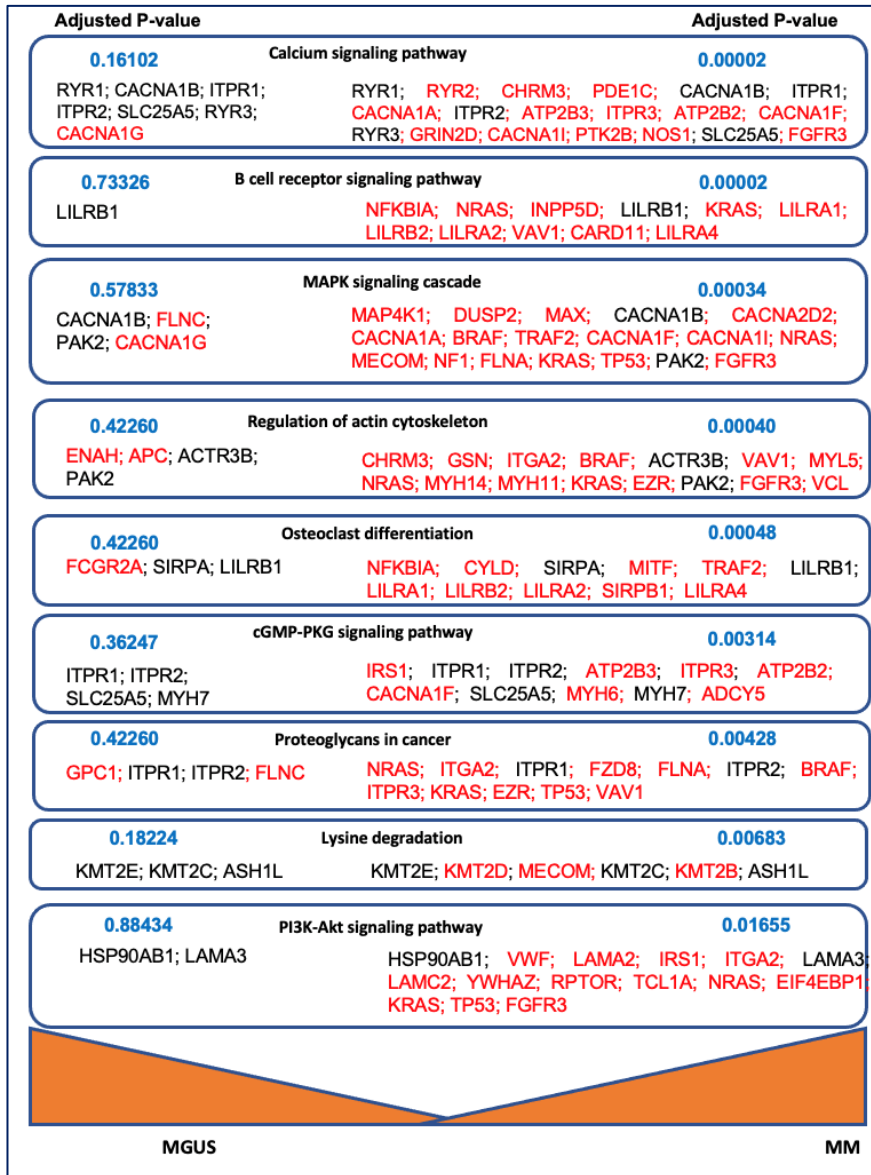 Adjusted P-value
Adjusted P-value
0.16102
Calcium signaling pathway
0.00002
RYR1; CACNA1B; ITPR1;
ITPR2; SLC25A5; RYR3;
CACNA1G
RYR1; RYR2; CHRM3; PDE1C; CACNA1B; ITPR1;
CACNA1A; ITPR2; ATP2B3; ITPR3; ATP2B2; CACNA1F;
RYR3; GRIN2D; CACNA1I; PTK2B; NOS1; SLC25A5; FGFR3
0.73326
B cell receptor signaling pathway
0.00002
LILRB1
NFKBIA; NRAS; INPP5D; LILRB1; KRAS; LILRA1;
LILRB2; LILRA2; VAV1; CARD11; LILRA4
0.57833
MAPK signaling cascade
0.00034
CACNA1B; FLNC;
PAK2; CACNA1G
MAP4K1; DUSP2; MAX; CACNA1B; CACNA2D2;
CACNA1A; BRAF; TRAF2; CACNA1F; CACNA1I; NRAS;
MECOM; NF1; FLNA; KRAS; TP53; PAK2; FGFR3
0.42260
Regulation of actin cytoskeleton
0.00040
ENAH; APC; ACTR3B;
PAK2
CHRM3; GSN; ITGA2; BRAF; ACTR3B; VAV1; MYL5;
NRAS; MYH14; MYH11; KRAS; EZR; PAK2; FGFR3; VCL
0.42260
Osteoclast differentiation
0.00048
FCGR2A; SIRPA; LILRB1
NFKBIA; CYLD; SIRPA; MITF; TRAF2; LILRB1;
LILRA1; LILRB2; LILRA2; SIRPB1; LILRA4
0.36247
cGMP-PKG signaling pathway
0.00314
ITPR1; ITPR2;
SLC25A5; MYH7
IRS1; ITPR1; ITPR2; ATP2B3; ITPR3; ATP2B2;
CACNA1F; SLC25A5; MYH6; MYH7; ADCY5
0.42260
Proteoglycans in cancer
0.00428
GPC1; ITPR1; ITPR2; FLNC
NRAS; ITGA2; ITPR1; FZD8; FLNA; ITPR2; BRAF;
ITPR3; KRAS; EZR; TP53; VAV1
0.18224
Lysine degradation
0.00683
KMT2E; KMT2C; ASH1L
KMT2E; KMT2D; MECOM; KMT2C; KMT2B; ASH1L
0.88434
PI3K-Akt signaling pathway
0.01655
HSP90AB1; LAMA3
HSP90AB1; VWF; LAMA2; IRS1; ITGA2; LAMA3;
LAMC2; YWHAZ; RPTOR; TCL1A; NRAS; EIF4EBP1;
KRAS; TP53; FGFR3
MGUS
MM